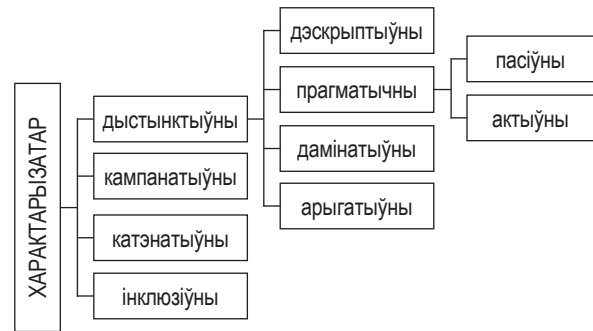 ХАРАКТАРЫЗАТАР
дыстынктыўны
кампанатыўны
катэнатыўны
інклюзіўны
дэскрыптыўны
прагматычны
дамінатыўны
арыгатыўны
пасіўны
актыўны